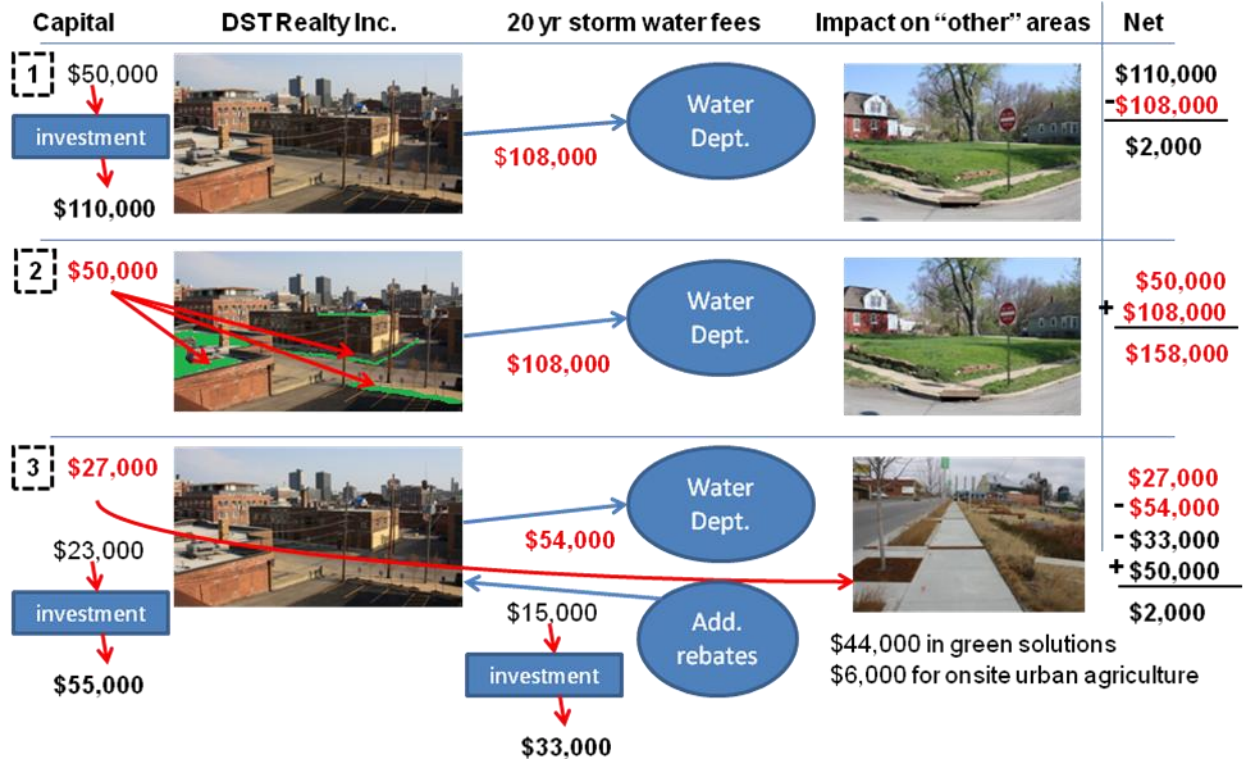 Capital
DST Realty Inc.
20 yr storm water fees
Impact on “other” areas
Net
1
$50,000
investment
$110,000
$108,000
Water
Dept.
$110,000
-$108,000
$2,000
2
$50,000
$108,000
Water
Dept.
$50,000
+ $108,000
$158,000
3
$27,000
$23,000
investment
$55,000
$54,000
Water
Dept.
$15,000
investment
$33,000
Add.
rebates
$44,000 in green solutions
$6,000 for onsite urban agriculture
$27,000
- $54,000
- $33,000
+ $50,000
$2,000